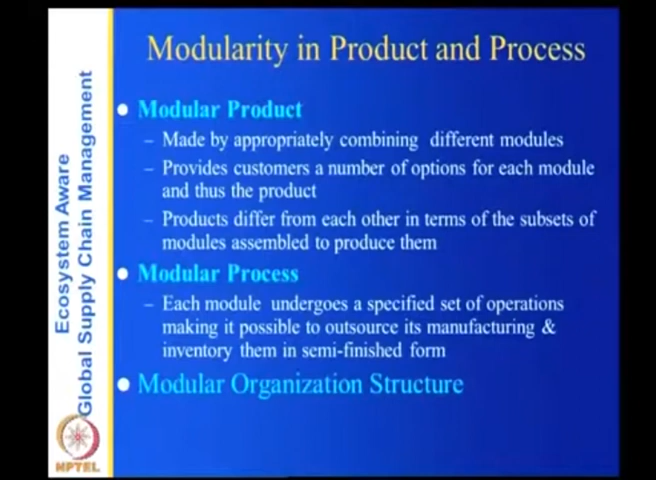 Modularity in Product and Process
Modular Product
– Made by appropriately combining different modules
– Provides customers a number of options for each module
and thus the product
– Products differ from each other in terms of the subsets of
modules assembled to produce them
Modular Process
– Each module undergoes a specified set of operations
making it possible to outsource its manufacturing &
inventory them in semi-finished form
Modular Organization Structure
Ecosystem Aware
Global Supply Chain Management
NPTEL